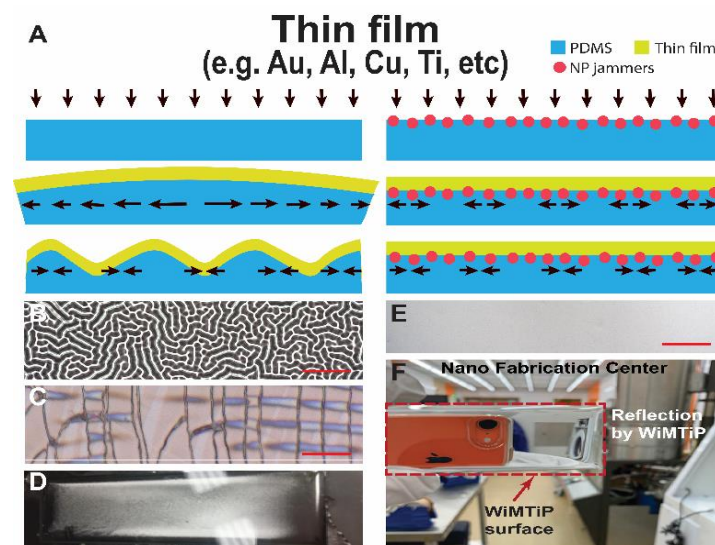 A
Thin film
(e.g. Au, Al, Cu, Ti, etc)
PDMS
Thin film
NP jammers
B
C
D
E
F
Nano Fabrication Center
Reflection
by WiMTiP
WiMTiP
surface